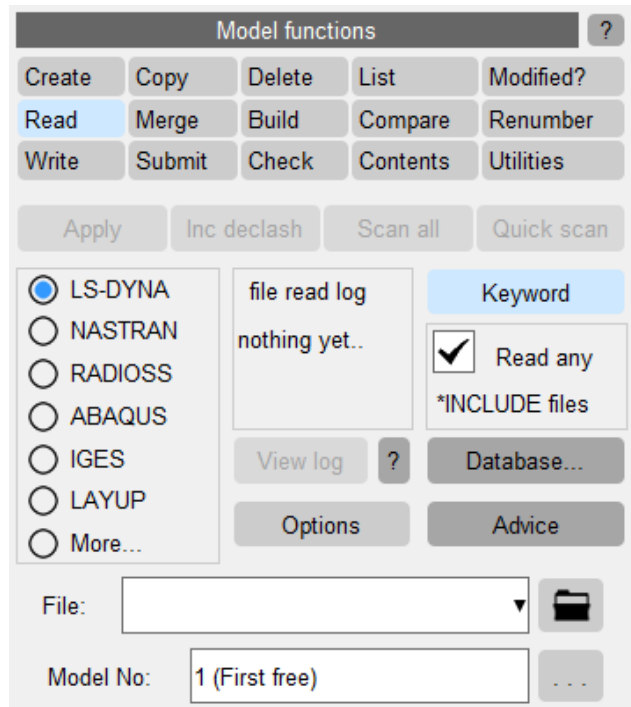 Model functions ?
Create Copy Delete List Modified?
Read Merge Build Compare Renumber
Write Submit Check Contents Utilities
Apply Inc declash Scan all Quick scan
LS-DYNA
NASTRAN
RADIOSS
ABAQUS
IGES
LAYUP
More...
file read log
nothing yet..
View log ?
Options
Keyword
Read any
*INCLUDE files
Database...
Advice
File:
Model No: 1 (First free) ...